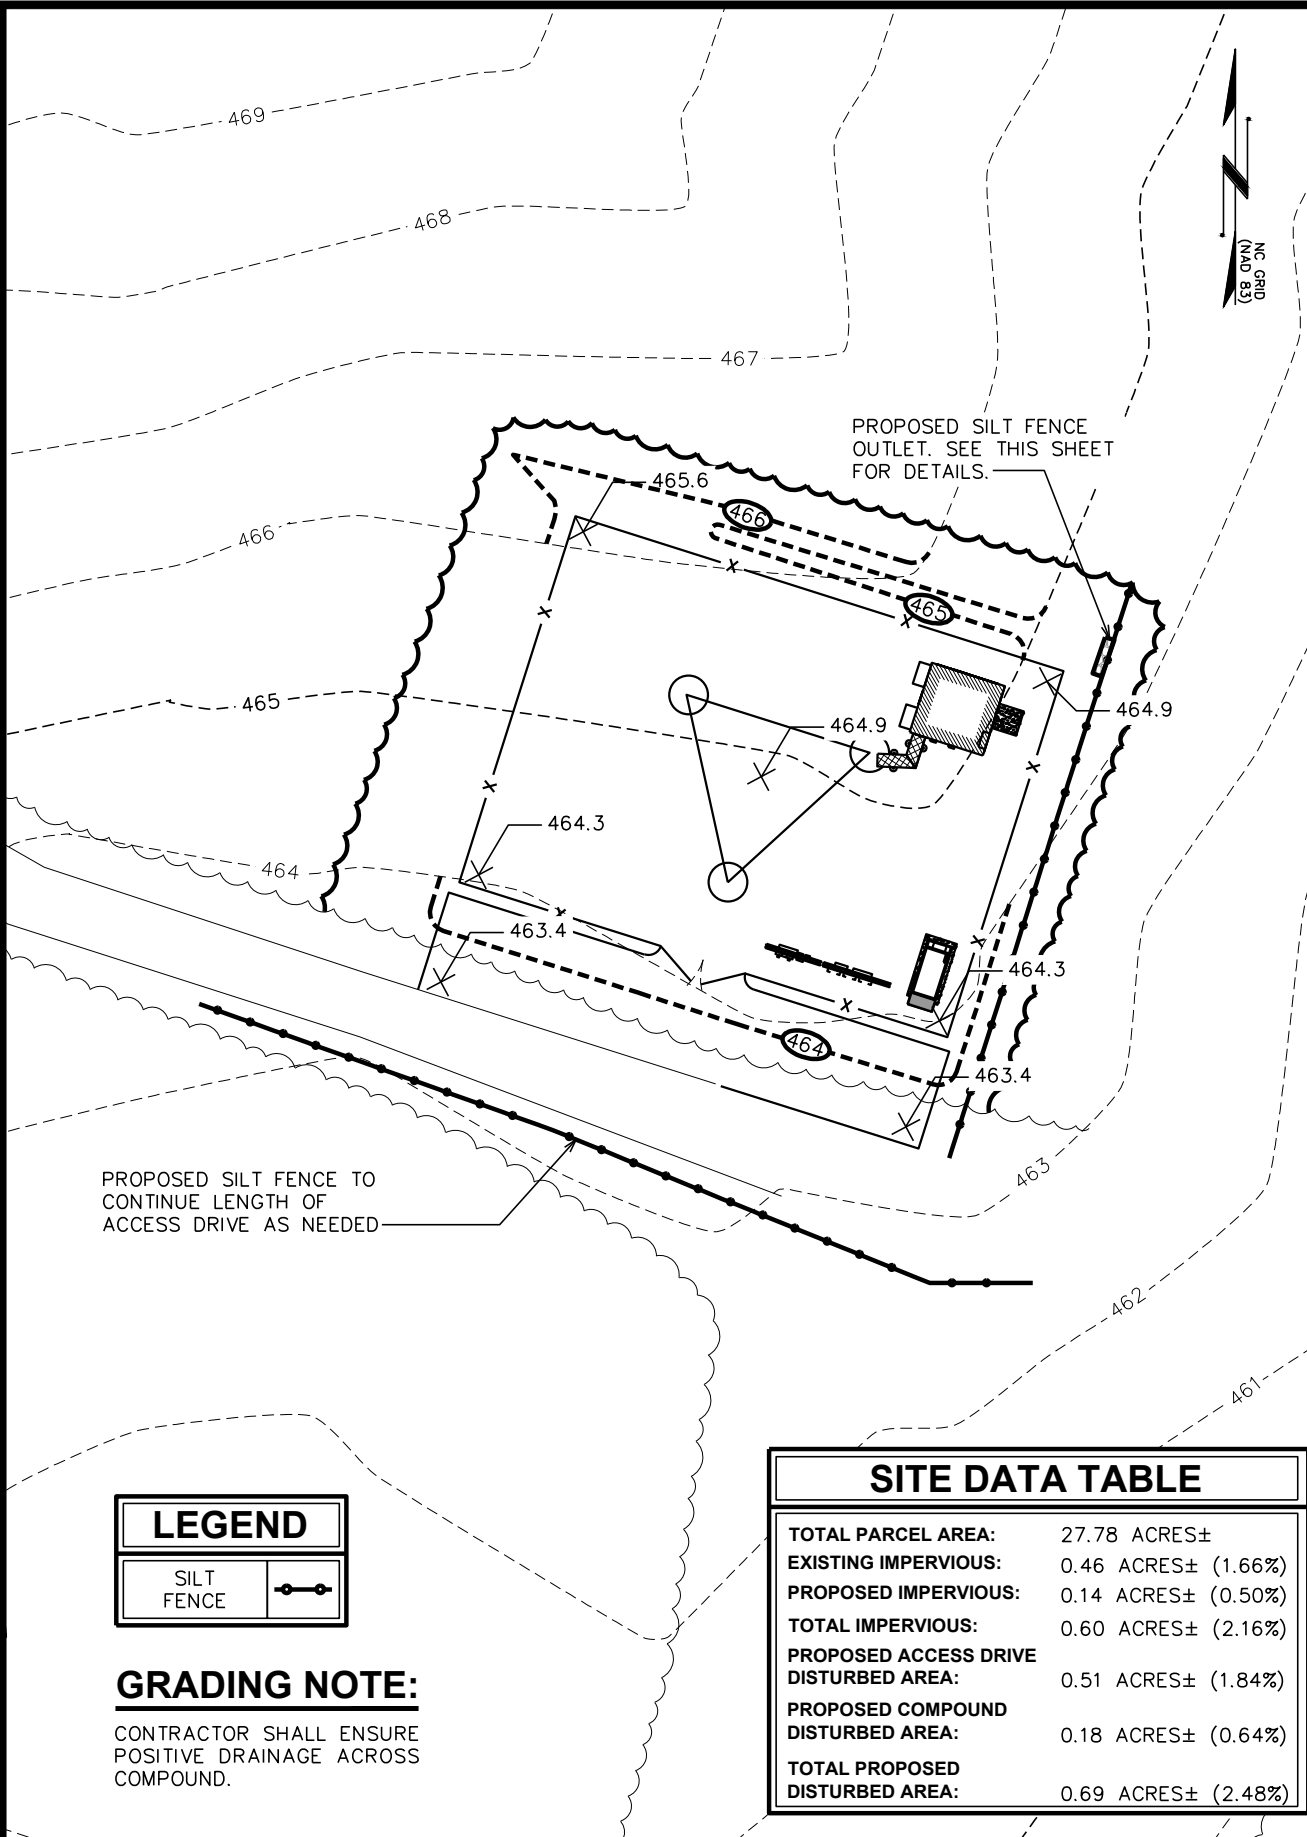 469
468
NC GRID
(NAD 83)
467
PROPOSED SILT FENCE
OUTLET. SEE THIS SHEET
FOR DETAILS.
465.6
466
466
465
465
464.9
464.9
464.3
464
463.4
464.3
464
463.4
463
PROPOSED SILT FENCE TO
CONTINUE LENGTH OF
ACCESS DRIVE AS NEEDED
462
461
LEGEND
SILT
FENCE
GRADING NOTE:
CONTRACTOR SHALL ENSURE
POSITIVE DRAINAGE ACROSS
COMPOUND.
SITE DATA TABLE
TOTAL PARCEL AREA: 27.78 ACRES±
EXISTING IMPERVIOUS: 0.46 ACRES± (1.66%)
PROPOSED IMPERVIOUS: 0.14 ACRES± (0.50%)
TOTAL IMPERVIOUS: 0.60 ACRES± (2.16%)
PROPOSED ACCESS DRIVE
DISTURBED AREA: 0.51 ACRES± (1.84%)
PROPOSED COMPOUND
DISTURBED AREA: 0.18 ACRES± (0.64%)
TOTAL PROPOSED
DISTURBED AREA: 0.69 ACRES± (2.48%)